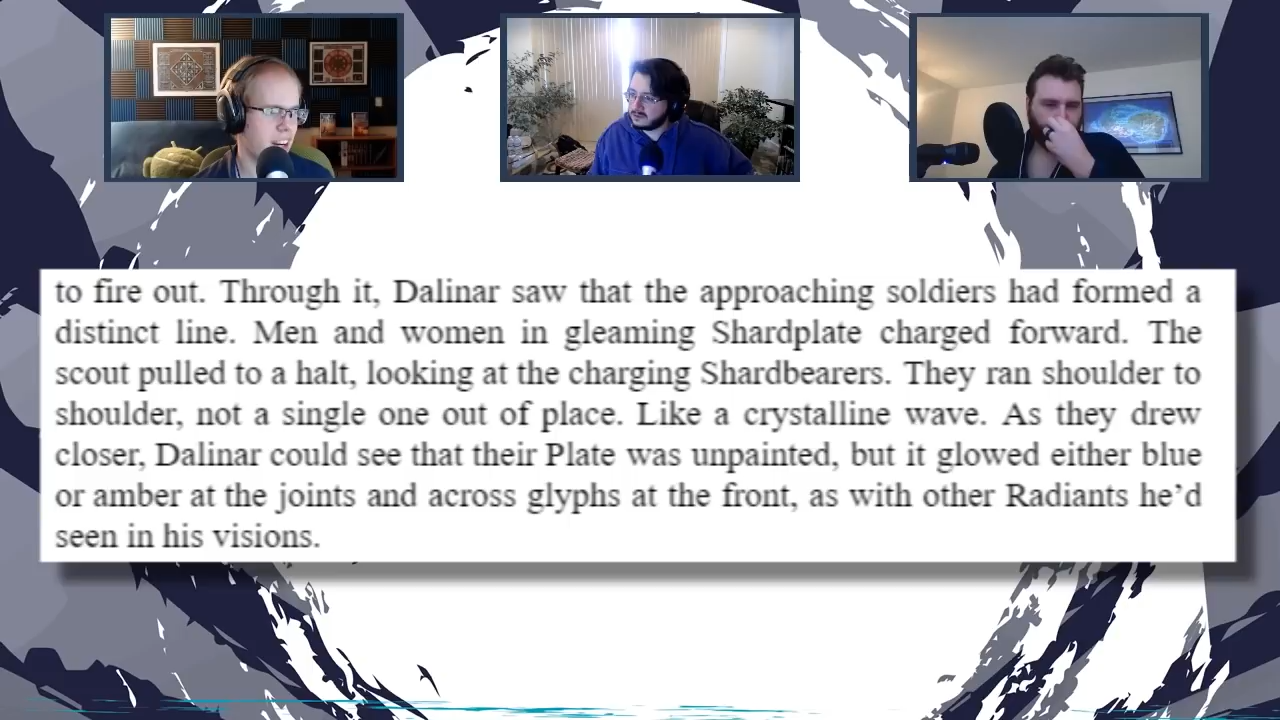 to fire out. Through it, Dalinar saw that the approaching soldiers had formed a
distinct line. Men and women in gleaming Shardplate charged forward. The
scout pulled to a halt, looking at the charging Shardbearers. They ran shoulder to
shoulder, not a single one out of place. Like a crystalline wave. As they drew
closer, Dalinar could see that their Plate was unpainted, but it glowed either blue
or amber at the joints and across glyphs at the front, as with other Radiants he’d
seen in his visions.